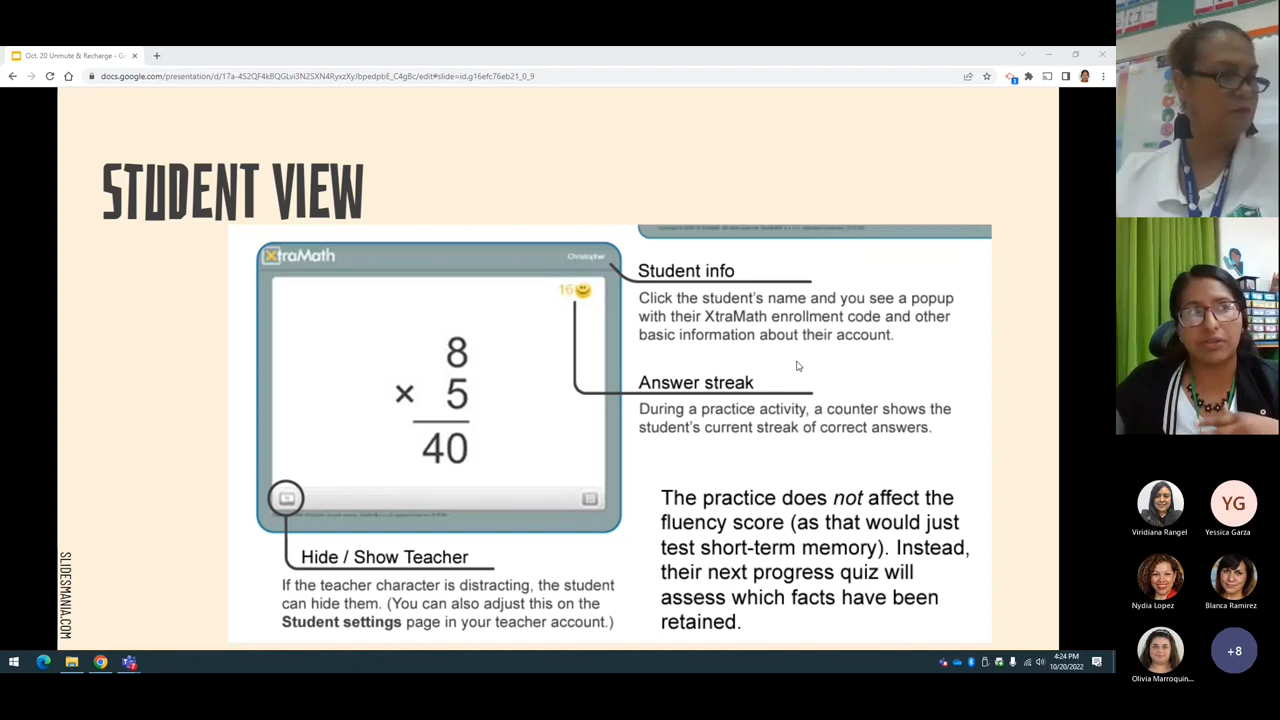 Oct. 20 Unmute & Recharge - Go
docs.google.com/presentation/d/17a-4S2QF4kBQGLvi3N2SXN4RyxzXyJbpedpbE_C4gBc/edit#slide=id.g16efc76eb21_0_9
STUDENT VIEW
XtraMath
Christopher
16
8
× 5
40
Student info
Click the student's name and you see a popup
with their XtraMath enrollment code and other
basic information about their account.
Answer streak
During a practice activity, a counter shows the
student's current streak of correct answers.
Hide / Show Teacher
If the teacher character is distracting, the student
can hide them. (You can also adjust this on the
Student settings page in your teacher account.)
The practice does not affect the
fluency score (as that would just
test short-term memory). Instead,
their next progress quiz will
assess which facts have been
retained.
SLIDESMANIA.COM
4:24 PM
10/20/2022
YG
Viridiana Rangel
Yessica Garza
Nydia Lopez
Blanca Ramirez
+8
Olivia Marroquin...